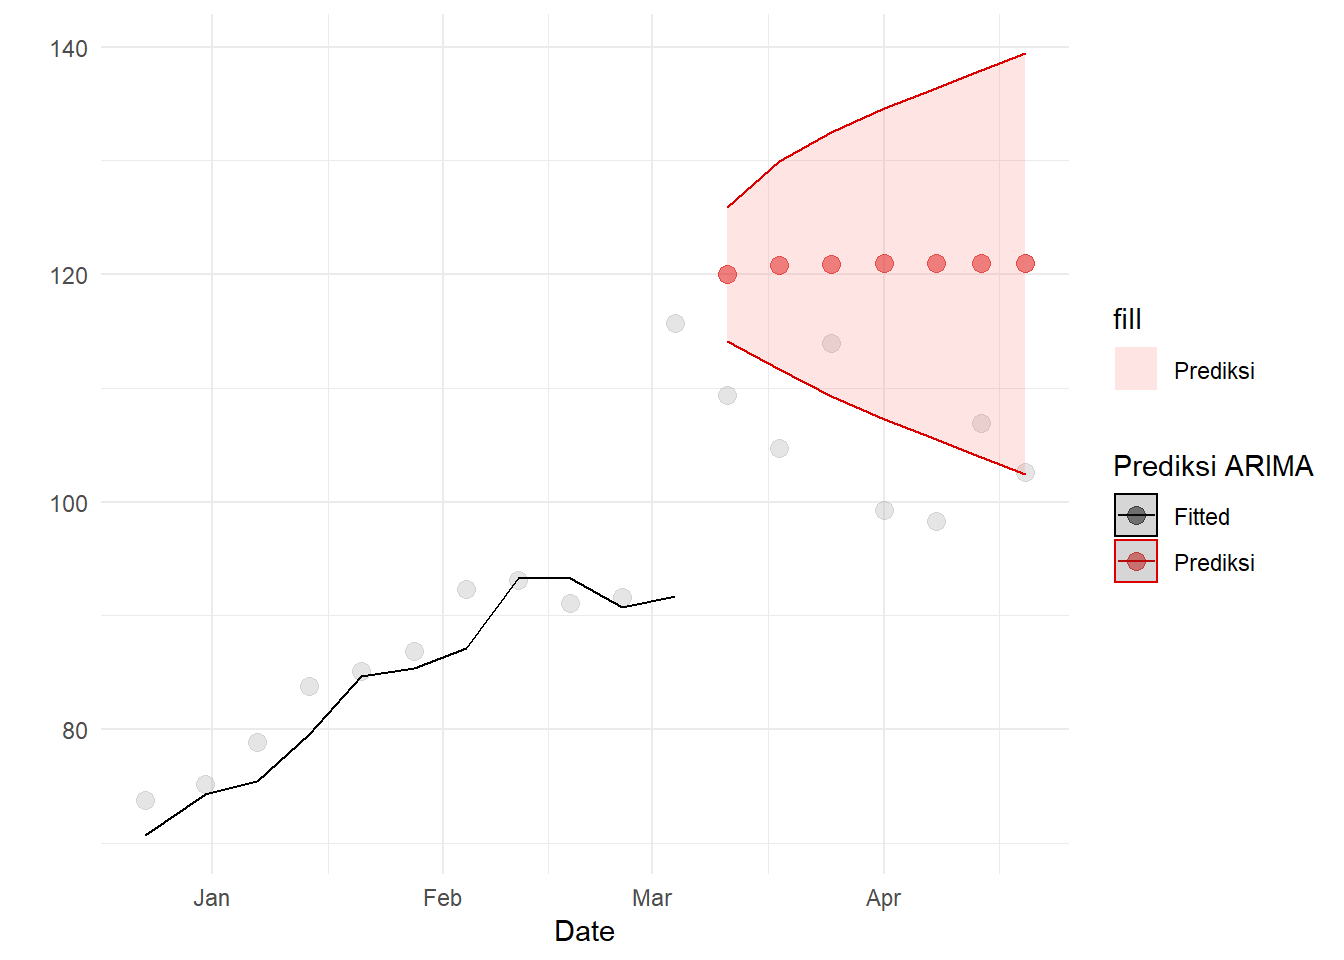 140
120
100
80
Jan Feb Mar Apr
Date
fill
Prediksi
Prediksi ARIMA
Fitted
Prediksi